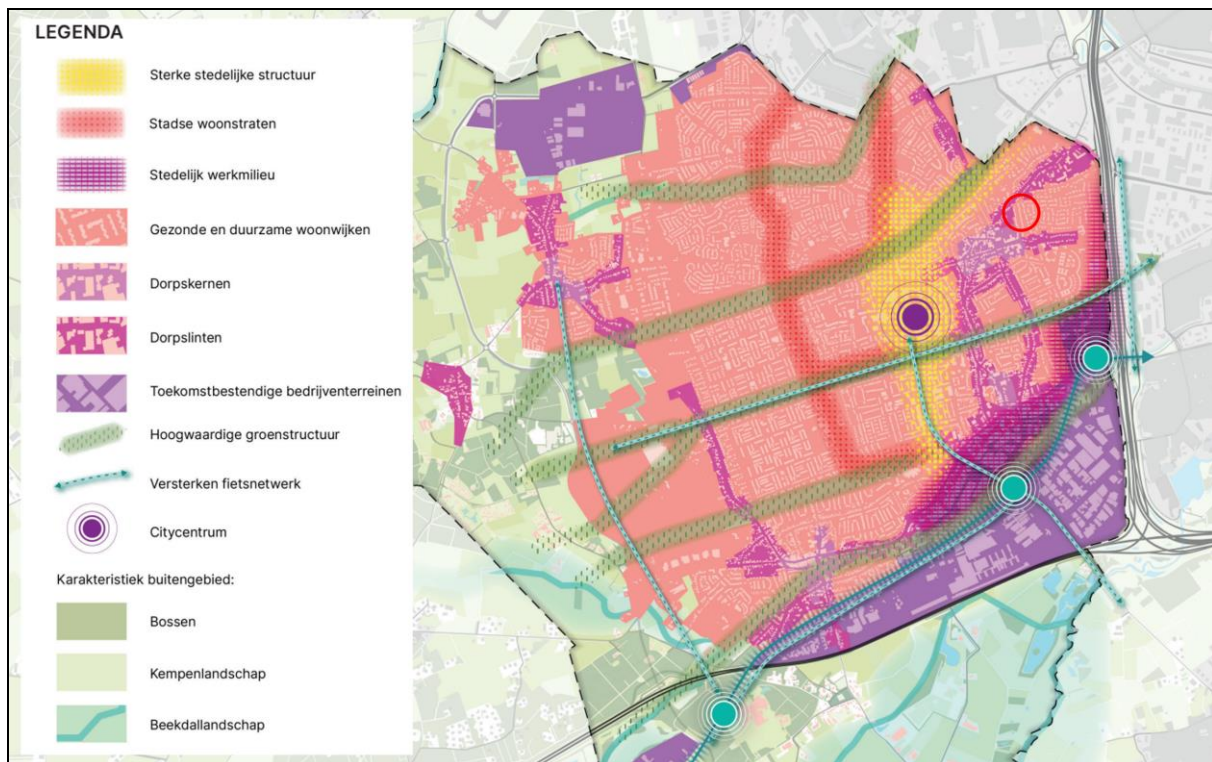 LEGENDA
Sterke stedelijke structuur
Stadse woonstraten
Stedelijk werkmilieu
Gezonde en duurzame woonwijken
Dorpskernen
Dorpslinten
Toekomstbestendige bedrijventerreinen
Hoogwaardige groenstructuur
Versterken fietsnetwerk
Citycentrum
Karakteristiek buitengebied:
Bossen
Kempenlandschap
Beekdallandschap